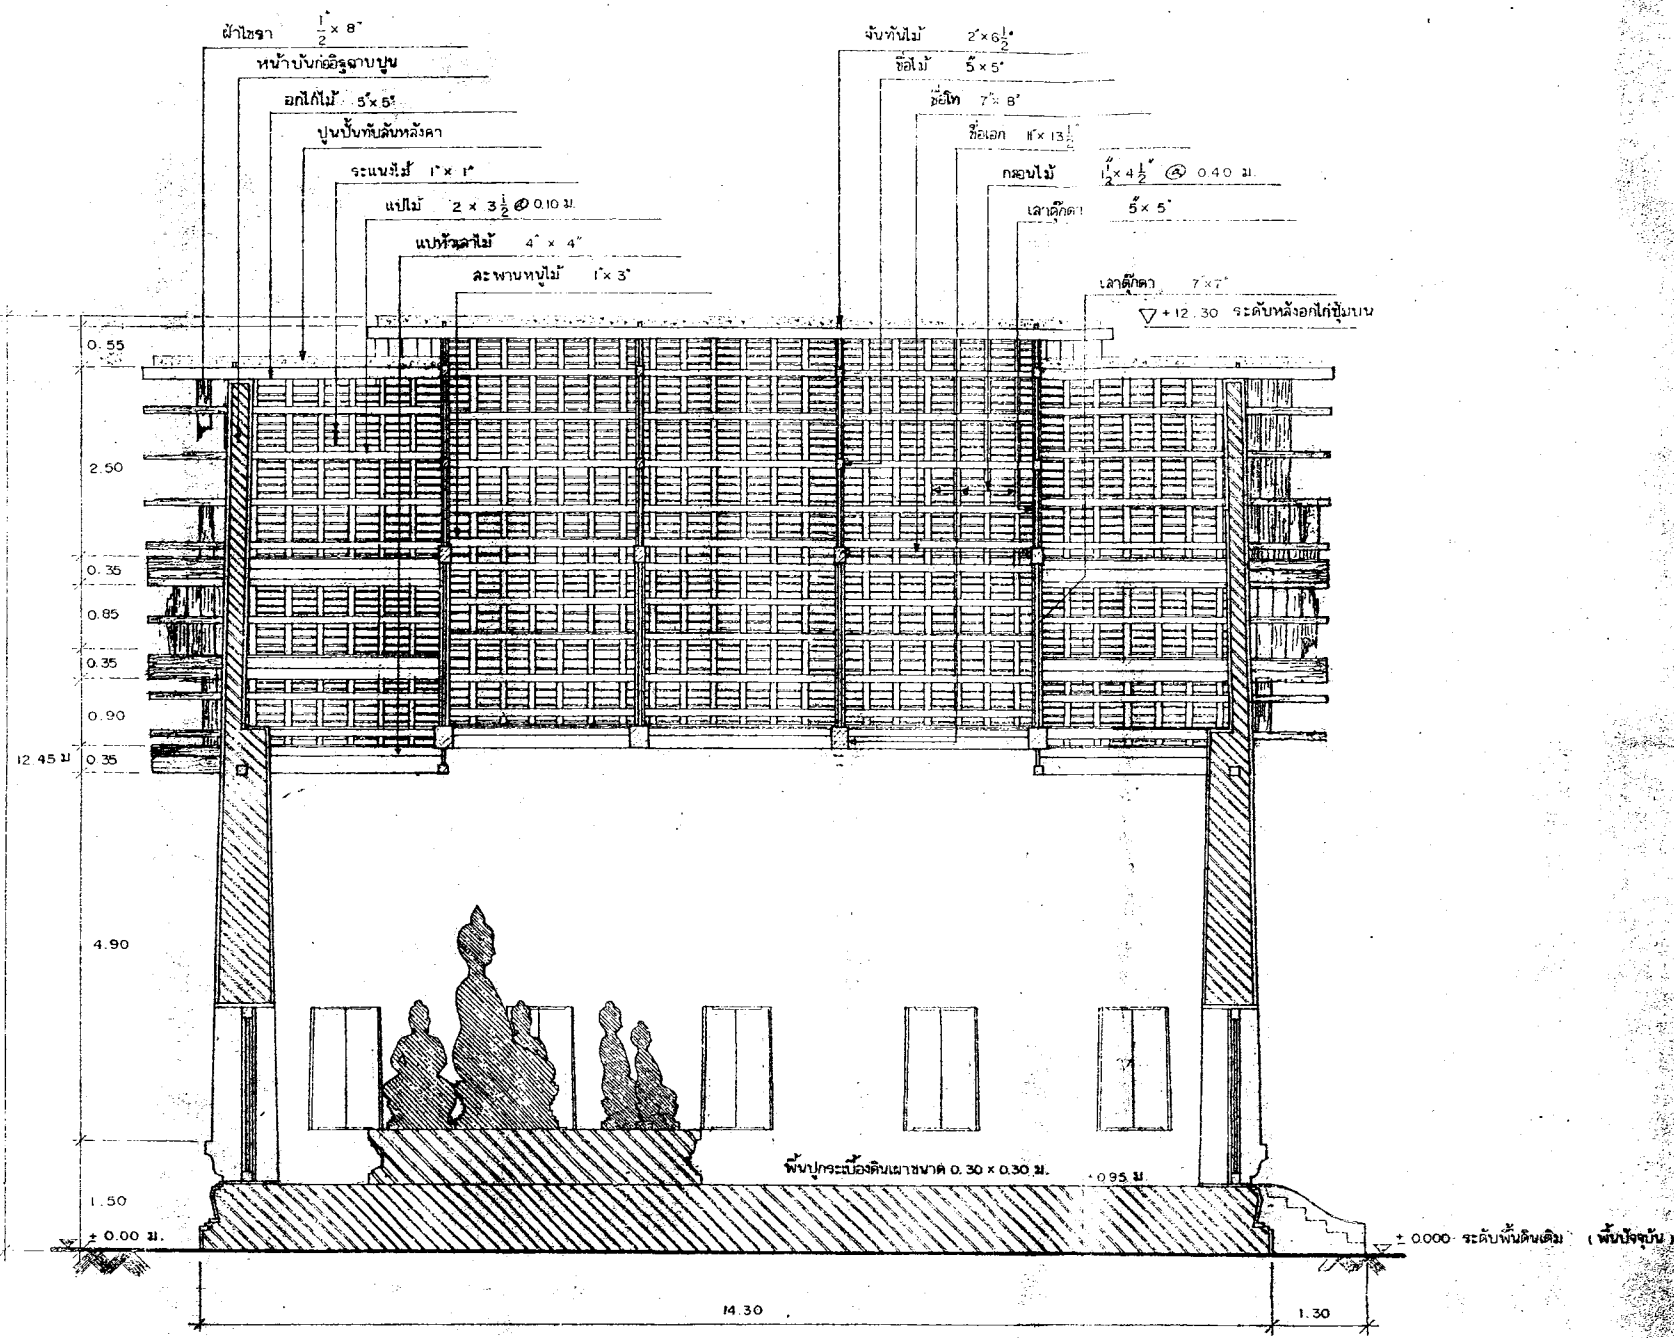 ฝ้าไขรา 1/2" × 8"
หน้าบันก่ออิฐฉาบปูน
อกไก่ไม้ 5" × 5"
ปูนปั้นทับสันหลังคา
ระแนงไม้ 1" × 1"
แปไม้ 2 × 3 1/2 @ 0.10 ม.
แปหัวเสาไม้ 4" × 4"
สะพานหนูไม้ 1" × 3"
จันทันไม้ 2" × 6 1/2"
ขื่อไม้ 5" × 5"
ขื่อโท 7" × 8"
ขื่อเอก × 13 1/2"
กลอนไม้ 1 1/2" × 4 1/2" @ 0.40 ม.
เสาตุ๊กตา 5" × 5"
เสาตุ๊กตา 7" × 7"
+12.30 ระดับหลังอกไก่ซุ้มบน
0.55
2.50
0.35
0.85
0.35
0.90
12.45 ม
0.35
4.90
1.50
± 0.00 ม.
พื้นปูกระเบื้องดินเผาขนาด 0.30 × 0.30 ม.
+095 ม
± 0.000 ระดับพื้นดินเดิม (พื้นปัจจุบัน)
14.30
1.30